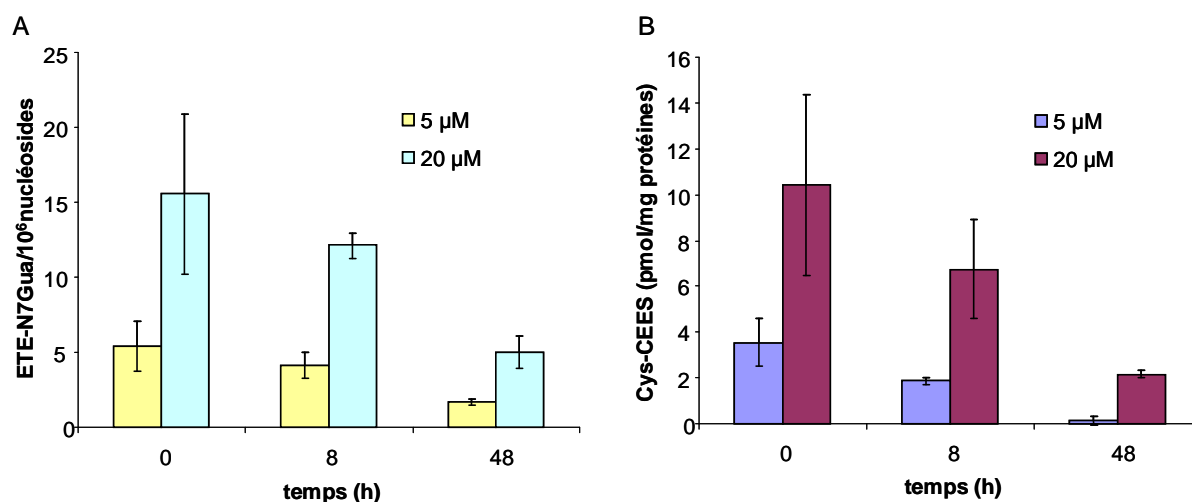 A
ETE-N7Gua/10⁶nucléosides
25
20
15
10
5
0
5 µM
20 µM
0 8 48
temps (h)
B
Cys-CEES (pmol/mg protéines)
16
14
12
10
8
6
4
2
0
5 µM
20 µM
0 8 48
temps (h)